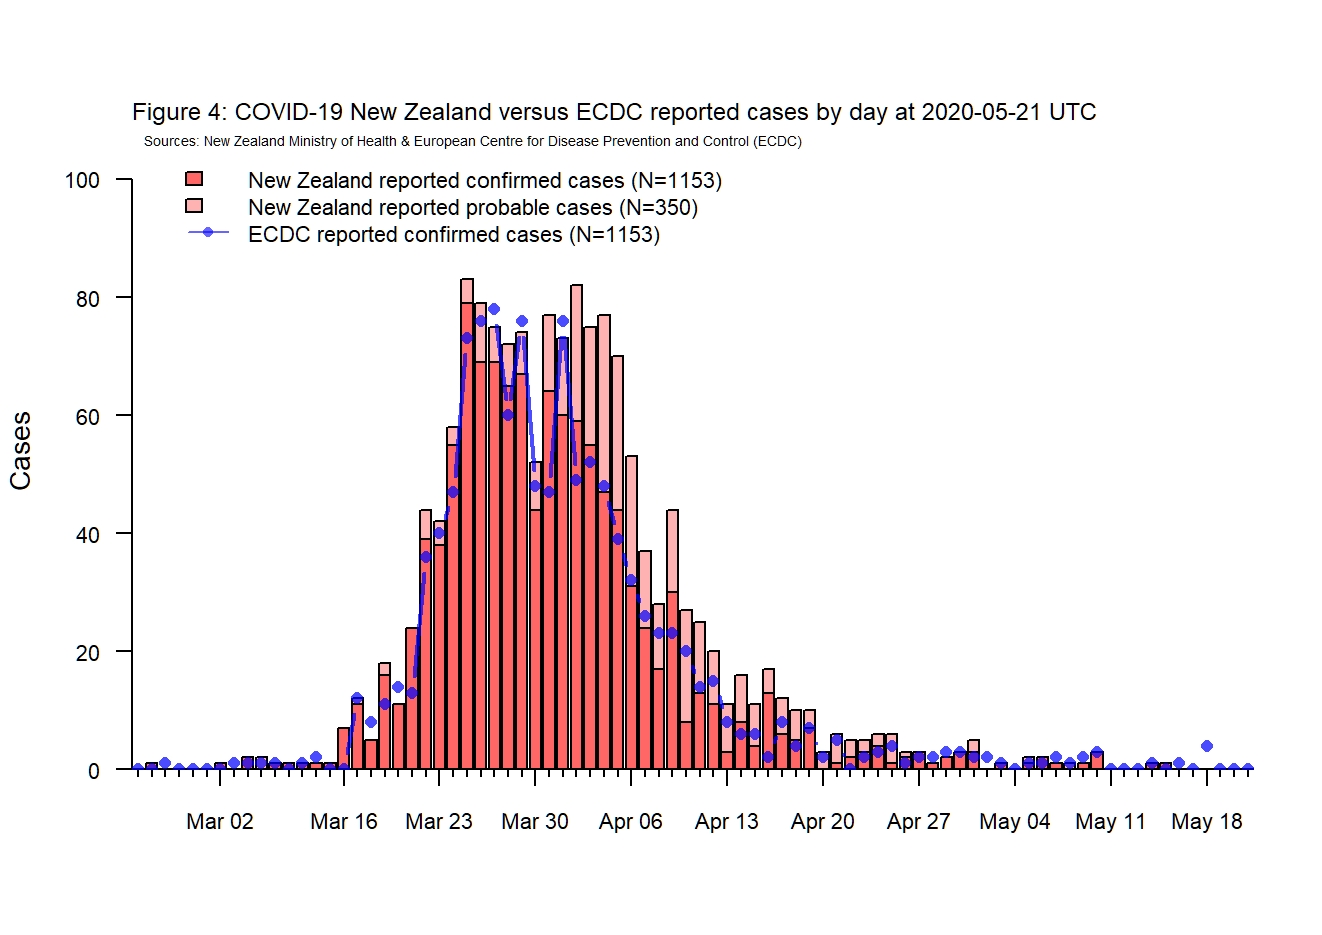 Figure 4: COVID-19 New Zealand versus ECDC reported cases by day at 2020-05-21 UTC
Sources: New Zealand Ministry of Health & European Centre for Disease Prevention and Control (ECDC)
New Zealand reported confirmed cases (N=1153)
New Zealand reported probable cases (N=350)
ECDC reported confirmed cases (N=1153)
Cases
100
80
60
40
20
0
Mar 02 Mar 16 Mar 23 Mar 30 Apr 06 Apr 13 Apr 20 Apr 27 May 04 May 11 May 18